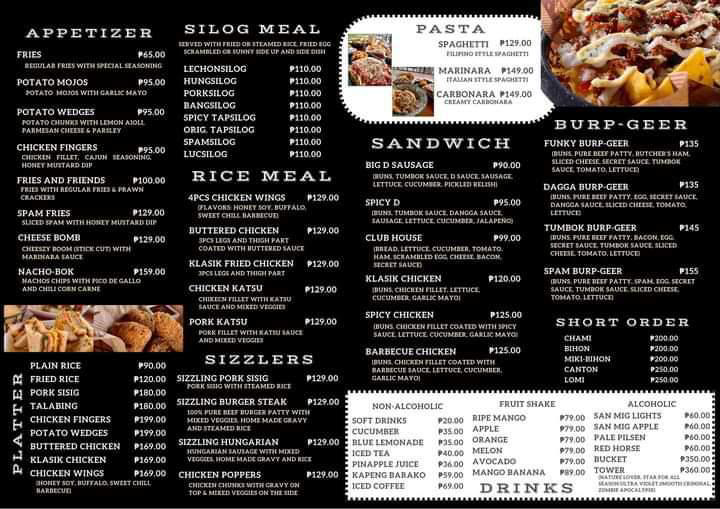 APPETIZER
FRIES ₱65.00
REGULAR FRIES WITH SPECIAL SEASONING
POTATO MOJOS ₱95.00
POTATO MOJOS WITH GARLIC MAYO
POTATO WEDGES ₱95.00
POTATO CHUNKS WITH LEMON AIOLI,
PARMESAN CHEESE & PARSLEY
CHICKEN FINGERS ₱95.00
CHICKEN FILLET, CAJUN SEASONING,
HONEY MUSTARD DIP
FRIES AND FRIENDS ₱100.00
FRIES WITH REGULAR FRIES & PRAWN
CRACKERS
SPAM FRIES ₱129.00
SLICED SPAM WITH HONEY MUSTARD DIP
CHEESE BOMB ₱129.00
CHEESEY BOOM (STICK CUT) WITH
MARINARA SAUCE
NACHO-BOK ₱159.00
NACHOS CHIPS WITH PICO DE GALLO
AND CHILI CORN CARNE
PLATTER
PLAIN RICE ₱90.00
FRIED RICE ₱120.00
PORK SISIG ₱180.00
TALABING ₱180.00
CHICKEN FINGERS ₱199.00
POTATO WEDGES ₱199.00
BUTTERED CHICKEN ₱169.00
KLASIK CHICKEN ₱169.00
CHICKEN WINGS ₱169.00
(HONEY SOY, BUFFALO, SWEET CHILL
BARBECUE)
SILOG MEAL
SERVED WITH FRIED OR STEAMED RICE, FRIED EGG
SCRAMBLED OR SUNNY SIDE UP AND SIDE DISH
LECHONSILOG ₱110.00
HUNGSILOG ₱110.00
PORKSILOG ₱110.00
BANGSILOG ₱110.00
SPICY TAPSILOG ₱110.00
ORIG. TAPSILOG ₱110.00
SPAMSILOG ₱110.00
LUCSILOG ₱110.00
RICE MEAL
4PCS CHICKEN WINGS ₱129.00
(FLAVORS: HONEY SOY, BUFFALO,
SWEET CHILL BARBECUE)
BUTTERED CHICKEN ₱129.00
3PCS LEGS AND THIGH PART
COATED WITH BUTTERED SAUCE
KLASIK FRIED CHICKEN ₱129.00
3PCS LEGS AND THIGH PART
CHICKEN KATSU ₱129.00
CHIKECN FILLET WITH KATSU
SAUCE AND MIXED VEGGIES
PORK KATSU ₱129.00
PORK FILLET WITH KATSU SAUCE
AND MIXED VEGGIES
SIZZLERS
SIZZLING PORK SISIG ₱129.00
PORK SISIG WITH STEAMED RICE
SIZZLING BURGER STEAK ₱129.00
100% PURE BEEF BURGER PATTY WITH
MIXED VEGGIES, HOME MADE GRAVY
AND STEAMED RICE
SIZZLING HUNGARIAN ₱129.00
HUNGARIAN SAUSAGE WITH MIXED
VEGGIES, HOME MADE GRAVY AND RICE
CHICKEN POPPERS ₱129.00
CHICKEN CHUNKS WITH GRAVY ON
TOP & MIXED VEGGIES ON THE SIDE
PASTA
SPAGHETTI ₱129.00
FILIPINO STYLE SPAGHETTI
MARINARA ₱149.00
ITALIAN STYLE SPAGHETTI
CARBONARA ₱149.00
CREAMY CARBONARA
SANDWICH
BIG D SAUSAGE ₱90.00
(BUNS, TUMBOK SAUCE, D SAUCE, SAUSAGE,
LETTUCE, CUCUMBER, PICKLED RELISH)
SPICY D ₱95.00
(BUNS, TUMBOK SAUCE, DANGGA SAUCE,
SAUSAGE, LETTUCE, CUCUMBER, JALAPENO)
CLUB HOUSE ₱99.00
(BREAD, LETTUCE, CUCUMBER, TOMATO,
HAM, SCRAMBLED EGG, CHEESE, BACON,
SECRET SAUCE)
KLASIK CHICKEN ₱120.00
(BUNS, CHICKEN FILLET, LETTUCE,
CUCUMBER, GARLIC MAYO)
SPICY CHICKEN ₱125.00
(BUNS, CHICKEN FILLET COATED WITH SPICY
SAUCE, LETTUCE, CUCUMBER, GARLIC MAYO)
BARBECUE CHICKEN ₱125.00
(BUNS, CHICKEN FILLET COATED WITH
BARBECUE SAUCE, LETTUCE, CUCUMBER,
GARLIC MAYO)
BURP-GEER
FUNKY BURP-GEER ₱135
(BUNS, PURE BEEF PATTY, BUTCHER'S HAM,
SLICED CHEESE, SECRET SAUCE, TUMBOK
SAUCE, TOMATO, LETTUCE)
DAGGA BURP-GEER ₱135
(BUNS, PURE BEEF PATTY, EGG, SECRET SAUCE,
DANGGA SAUCE, SLICED CHEESE, TOMATO,
LETTUCE)
TUMBOK BURP-GEER ₱145
(BUNS, PURE BEEF PATTY, BACON, EGG,
SECRET SAUCE, TUMBOK SAUCE, SLICED
CHEESE, TOMATO, LETTUCE)
SPAM BURP-GEER ₱155
(BUNS, PURE BEEF PATTY, SPAM, EGG, SECRET
SAUCE, TUMBOK SAUCE, SLICED CHEESE,
TOMATO, LETTUCE)
SHORT ORDER
CHAMI ₱200.00
BIHON ₱200.00
MIKI-BIHON ₱200.00
CANTON ₱250.00
LOMI ₱250.00
NON-ALCOHOLIC
SOFT DRINKS ₱20.00
CUCUMBER ₱35.00
BLUE LEMONADE ₱35.00
ICED TEA ₱40.00
PINAPPLE JUICE ₱36.00
KAPENG BARAKO ₱59.00
ICED COFFEE ₱69.00
FRUIT SHAKE
RIPE MANGO ₱79.00
APPLE ₱79.00
ORANGE ₱79.00
MELON ₱79.00
AVOCADO ₱79.00
MANGO BANANA ₱89.00
ALCOHOLIC
SAN MIG LIGHTS ₱60.00
SAN MIG APPLE ₱60.00
PALE PILSEN ₱60.00
RED HORSE ₱60.00
BUCKET ₱350.00
TOWER ₱360.00
(NATURE LOVER, STAR FOR ALL
SEASON ULTRA VIOLET,SMOOTH CRIMINAL
ZOMBIE APOCALYPSE)
DRINKS